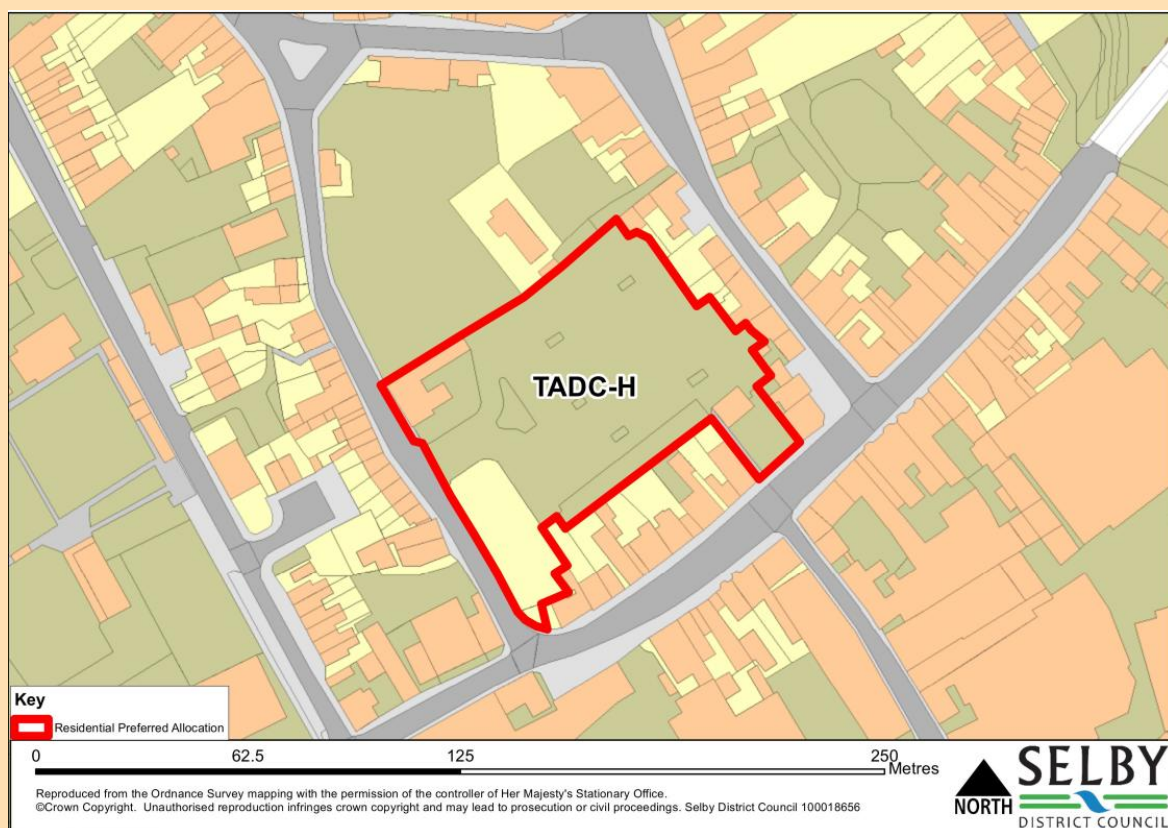 TADC-H
Key
Residential Preferred Allocation
0 62.5 125 250
Metres
Reproduced from the Ordnance Survey mapping with the permission of the controller of Her Majesty's Stationary Office.
©Crown Copyright. Unauthorised reproduction infringes crown copyright and may lead to prosecution or civil proceedings. Selby District Council 100018656
NORTH
SELBY
DISTRICT COUNCIL